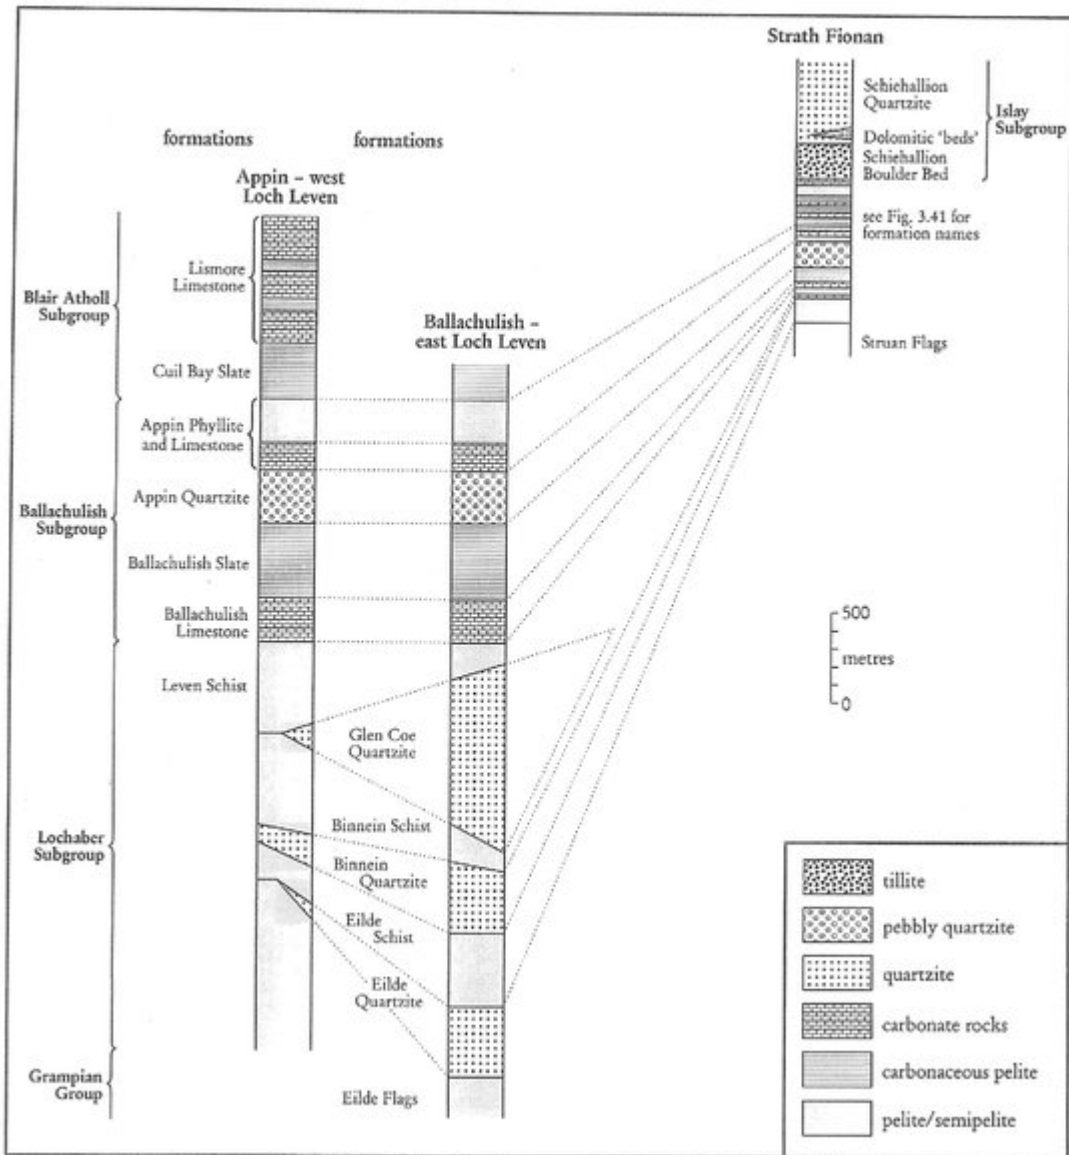 Strath Fionan
Schiehallion
Quartzite
Islay
Subgroup
Dolomitic 'beds'
Schiehallion
Boulder Bed
see Fig. 3.41 for
formation names
Struan Flags
formations
formations
Appin – west
Loch Leven
Ballachulish –
east Loch Leven
Blair Atholl
Subgroup
Lismore
Limestone
Cuil Bay Slate
Appin Phyllite
and Limestone
Appin Quartzite
Ballachulish
Subgroup
Ballachulish Slate
Ballachulish
Limestone
Leven Schist
Glen Coe
Quartzite
Lochaber
Subgroup
Binnein Schist
Binnein
Quartzite
Eilde
Schist
Eilde
Quartzite
Grampian
Group
Eilde Flags
500
metres
0
tillite
pebbly quartzite
quartzite
carbonate rocks
carbonaceous pelite
pelite/semipelite